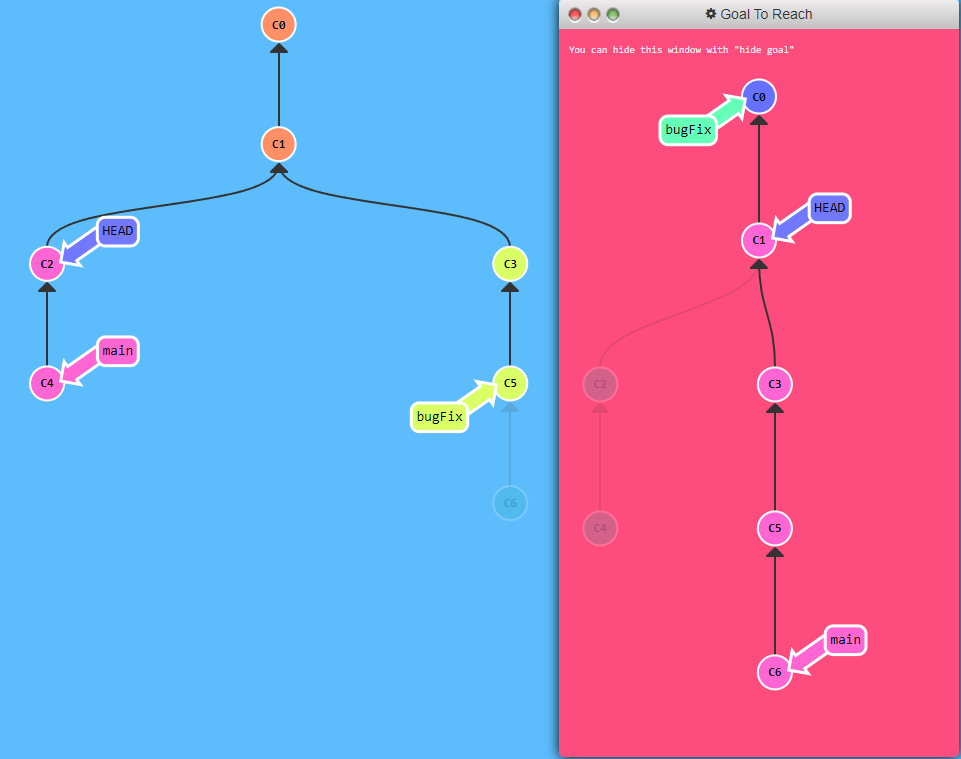 C0
C1
HEAD
C2
C3
main
C4
C5
bugFix
C6
Goal To Reach
You can hide this window with "hide goal"
C0
bugFix
HEAD
C1
C2
C3
C4
C5
main
C6